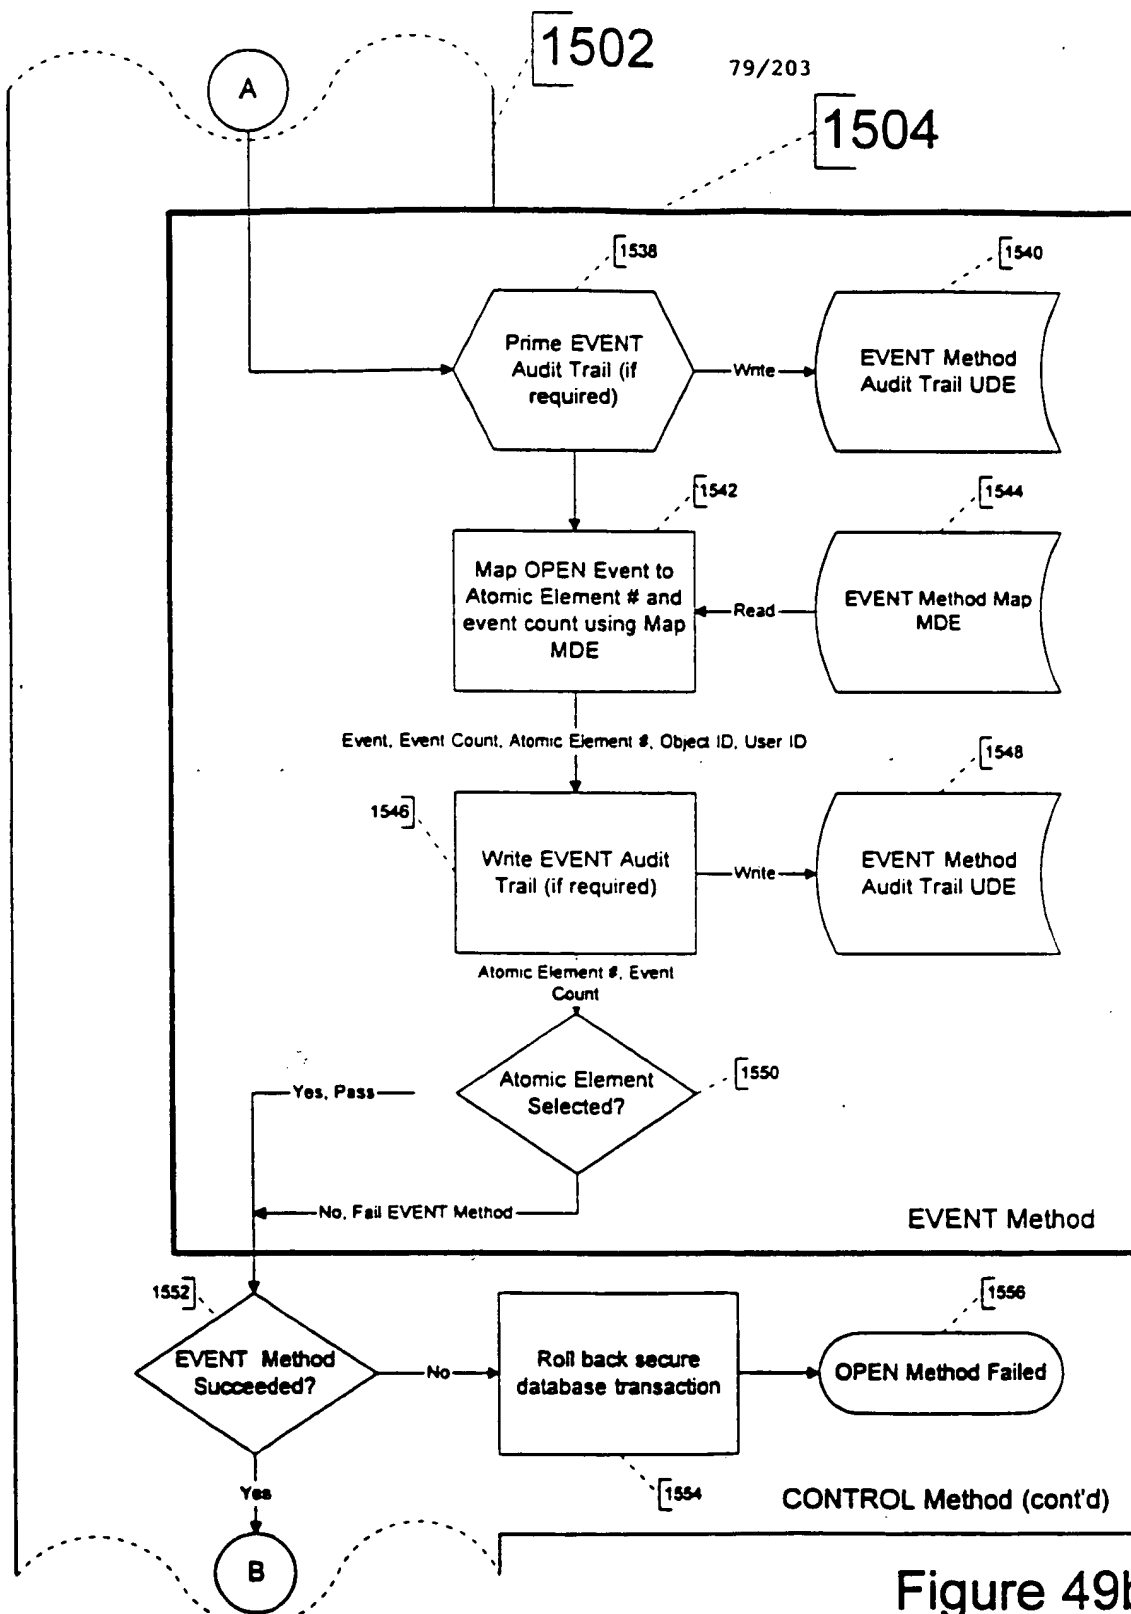 1502
79/203
A
1504
1538
1540
Prime EVENT
Audit Trail (if
required)
Write
EVENT Method
Audit Trail UDE
1542
1544
Map OPEN Event to
Atomic Element # and
event count using Map
MDE
Read
EVENT Method Map
MDE
Event, Event Count, Atomic Element #, Object ID, User ID
1546
1548
Write EVENT Audit
Trail (if required)
Write
EVENT Method
Audit Trail UDE
Atomic Element #, Event
Count
1550
Atomic Element
Selected?
Yes, Pass
No, Fail EVENT Method
EVENT Method
1552
1556
EVENT Method
Succeeded?
No
Roll back secure
database transaction
OPEN Method Failed
Yes
1554
CONTROL Method (cont'd)
B
Figure 49b